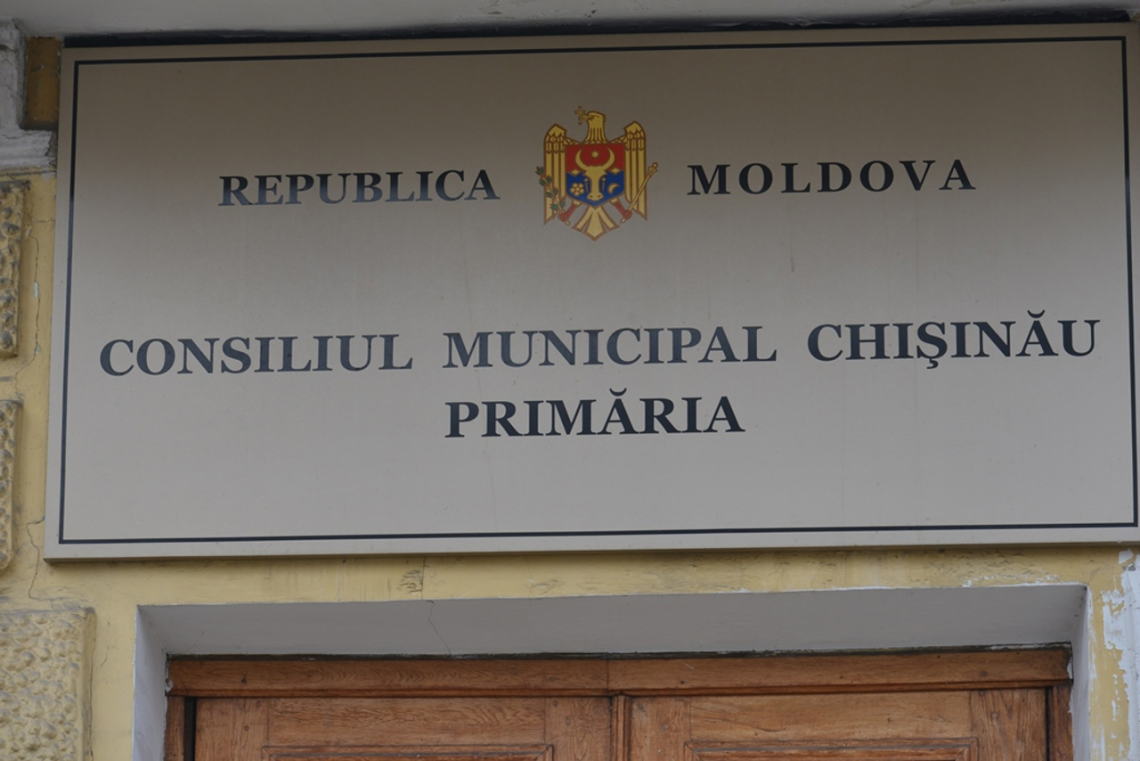 REPUBLICA MOLDOVA
CONSILIUL MUNICIPAL CHIŞINĂU
PRIMĂRIA